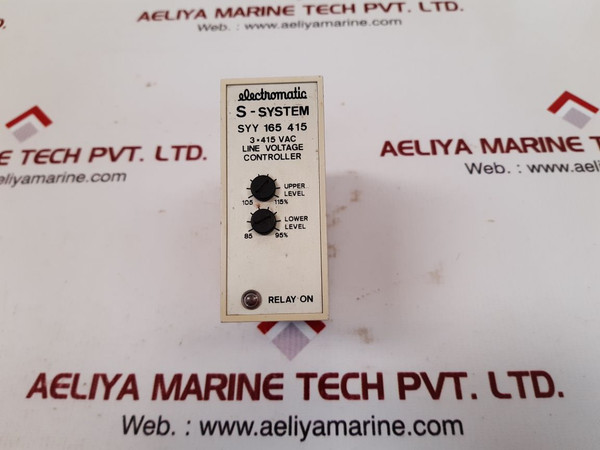 AELIYA MARINE TECH PVT. LTD.
Web. : www.aeliyamarine.com
TECH PVT. LTD.
yamarine.com
AELIYA MARINE TECH
Web. : www.aeliyam
electromatic
S-SYSTEM
SYY 165 415
3·415 VAC
LINE VOLTAGE
CONTROLLER
UPPER
LEVEL
105 115%
LOWER
LEVEL
85 95%
RELAY·ON
AELIYA MARINE TECH PVT. LTD.
Web. : www.aeliyamarine.com